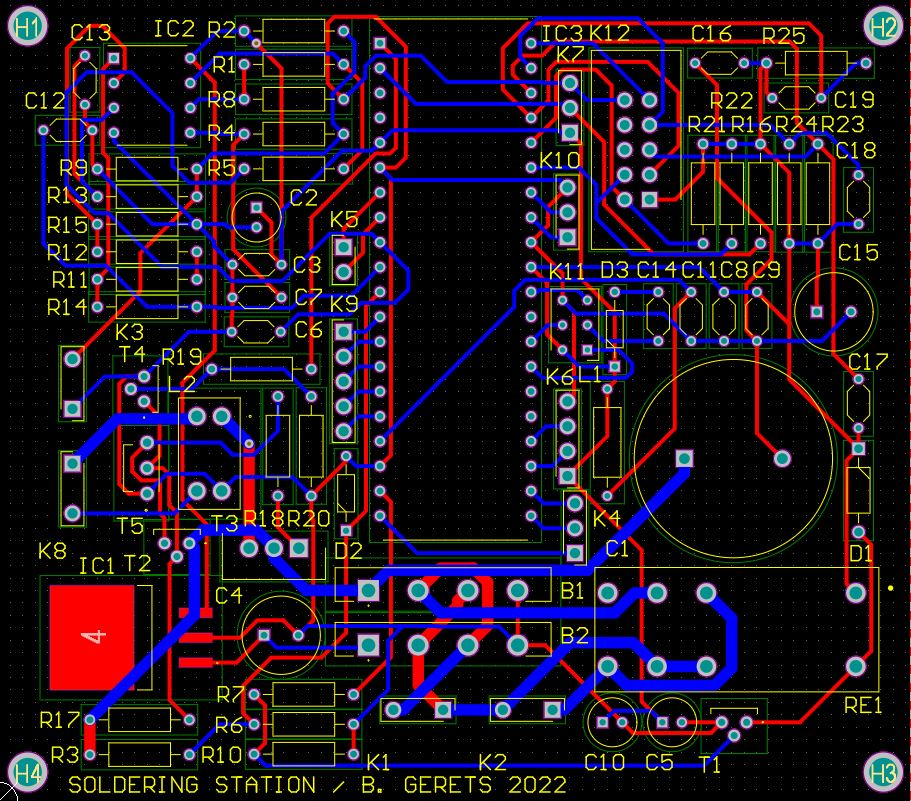 H1
C13
IC2
R2
IC3
K12
C16
R25
H2
K7
R1
C12
R8
R22
C19
R4
R21
R16
R24
R23
K10
C18
R9
R5
R13
C2
R15
K5
R12
C3
C15
R11
K11
D3
C14
C11
C8
C9
C7
R14
K9
C6
K3
T4
R19
C17
L2
L1
K6
T5
T3
R18
R20
K4
D2
C1
D1
K8
IC1
T2
C4
B1
4
B2
R7
RE1
R17
R6
R3
R10
K1
K2
C10
C5
T1
H4
H3
SOLDERING STATION / B. GERETS 2022